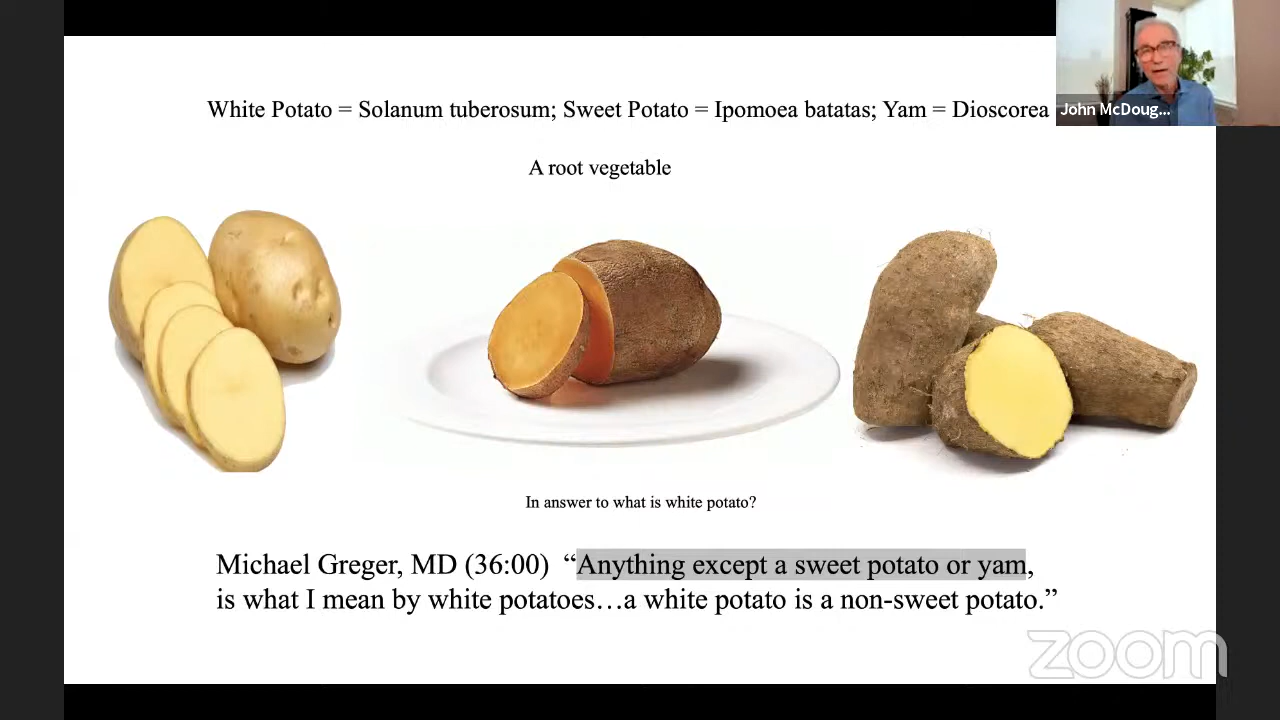 White Potato = Solanum tuberosum; Sweet Potato = Ipomoea batatas; Yam = Dioscorea
John McDoug...
A root vegetable
In answer to what is white potato?
Michael Greger, MD (36:00) “Anything except a sweet potato or yam,
is what I mean by white potatoes…a white potato is a non-sweet potato.”
zoom